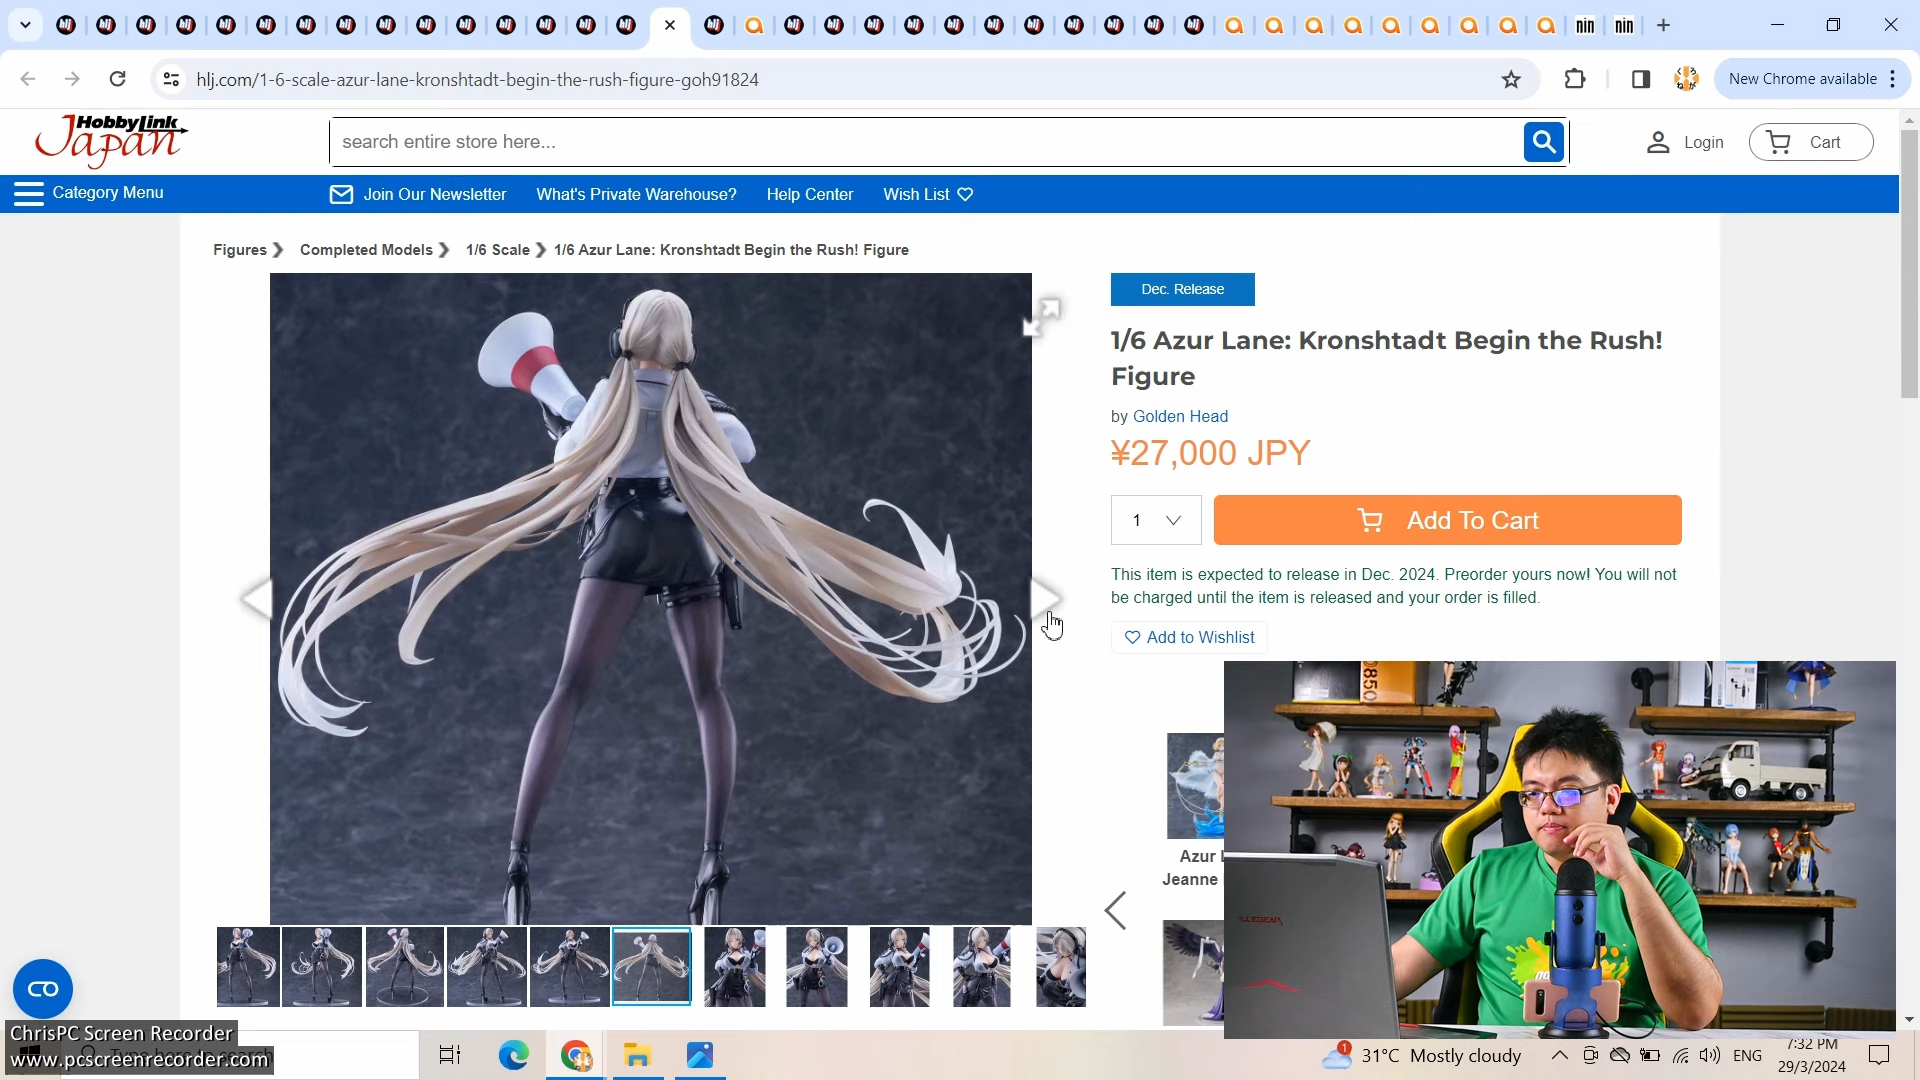 hlj.com/1-6-scale-azur-lane-kronshtadt-begin-the-rush-figure-goh91824
New Chrome available
HobbyLink
Japan
search entire store here...
Login
Cart
Category Menu
Join Our Newsletter
What's Private Warehouse?
Help Center
Wish List
Figures
Completed Models
1/6 Scale
1/6 Azur Lane: Kronshtadt Begin the Rush! Figure
Dec. Release
1/6 Azur Lane: Kronshtadt Begin the Rush!
Figure
by Golden Head
¥27,000 JPY
1
Add To Cart
This item is expected to release in Dec. 2024. Preorder yours now! You will not
be charged until the item is released and your order is filled.
Add to Wishlist
Azur
Jeanne
ChrisPC Screen Recorder
www.pcscreenrecorder.com
1
31°C Mostly cloudy
ENG
7:32 PM
29/3/2024